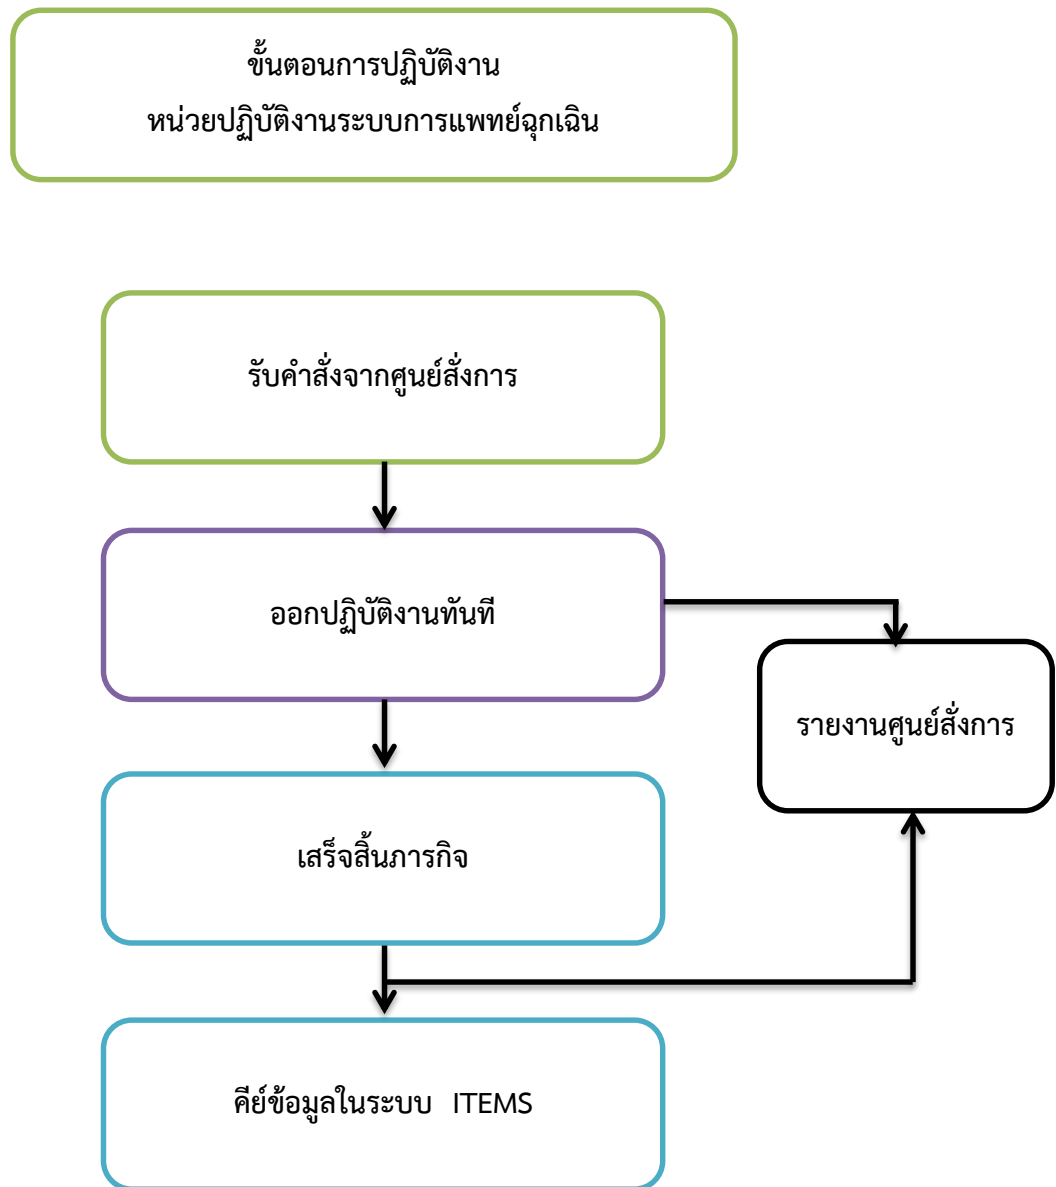 ขั้นตอนการปฏิบัติงาน
หน่วยปฏิบัติงานระบบการแพทย์ฉุกเฉิน
รับคำสั่งจากศูนย์สั่งการ
ออกปฏิบัติงานทันที
รายงานศูนย์สั่งการ
เสร็จสิ้นภารกิจ
คีย์ข้อมูลในระบบ ITEMS